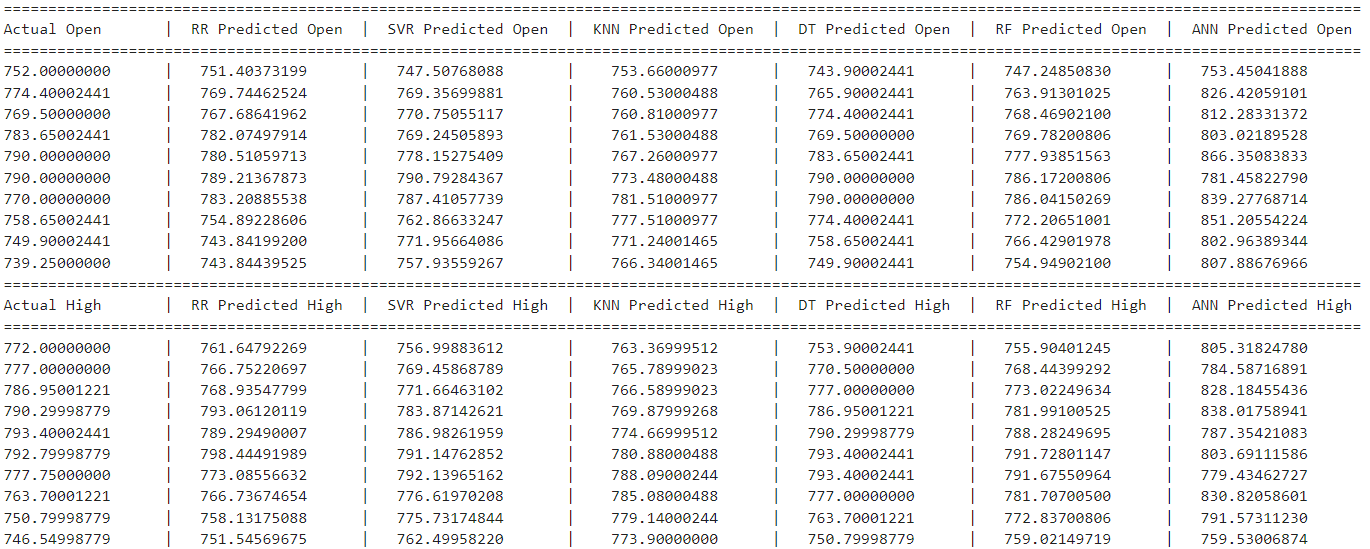 ====================================================================================================
Actual Open | RR Predicted Open | SVR Predicted Open | KNN Predicted Open | DT Predicted Open | RF Predicted Open | ANN Predicted Open
====================================================================================================
752.00000000 | 751.40373199 | 747.50768088 | 753.66000977 | 743.90002441 | 747.24850830 | 753.45041888
774.40002441 | 769.74462524 | 769.35699881 | 760.53000488 | 765.90002441 | 763.91301025 | 826.42059101
769.50000000 | 767.68641962 | 770.75055117 | 760.81000977 | 774.40002441 | 768.46902100 | 812.28331372
783.65002441 | 782.07497914 | 769.24505893 | 761.53000488 | 769.50000000 | 769.78200806 | 803.02189528
790.00000000 | 780.51059713 | 778.15275409 | 767.26000977 | 783.65002441 | 777.93851563 | 866.35083833
790.00000000 | 789.21367873 | 790.79284367 | 773.48000488 | 790.00000000 | 786.17200806 | 781.45822790
770.00000000 | 783.20885538 | 787.41057739 | 781.51000977 | 790.00000000 | 786.04150269 | 839.27768714
758.65002441 | 754.89228606 | 762.86633247 | 777.51000977 | 774.40002441 | 772.20651001 | 851.20554224
749.90002441 | 743.84199200 | 771.95664086 | 771.24001465 | 758.65002441 | 766.42901978 | 802.96389344
739.25000000 | 743.84439525 | 757.93559267 | 766.34001465 | 749.90002441 | 754.94902100 | 807.88676966
====================================================================================================
Actual High | RR Predicted High | SVR Predicted High | KNN Predicted High | DT Predicted High | RF Predicted High | ANN Predicted High
====================================================================================================
772.00000000 | 761.64792269 | 756.99883612 | 763.36999512 | 753.90002441 | 755.90401245 | 805.31824780
777.00000000 | 766.75220697 | 769.45868789 | 765.78999023 | 770.50000000 | 768.44399292 | 784.58716891
786.95001221 | 768.93547799 | 771.66463102 | 766.58999023 | 777.00000000 | 773.02249634 | 828.18455436
790.29998779 | 793.06120119 | 783.87142621 | 769.87999268 | 786.95001221 | 781.99100525 | 838.01758941
793.40002441 | 789.29490007 | 786.98261959 | 774.66999512 | 790.29998779 | 788.28249695 | 787.35421083
792.79998779 | 798.44491989 | 791.14762852 | 780.88000488 | 793.40002441 | 791.72801147 | 803.69111586
777.75000000 | 773.08556632 | 792.13965162 | 788.09000244 | 793.40002441 | 791.67550964 | 779.43462727
763.70001221 | 766.73674654 | 776.61970208 | 785.08000488 | 777.00000000 | 781.70700500 | 830.82058601
750.79998779 | 758.13175088 | 775.73174844 | 779.14000244 | 763.70001221 | 772.83700806 | 791.57311230
746.54998779 | 751.54569675 | 762.49958220 | 773.90000000 | 750.79998779 | 759.02149719 | 759.53006874